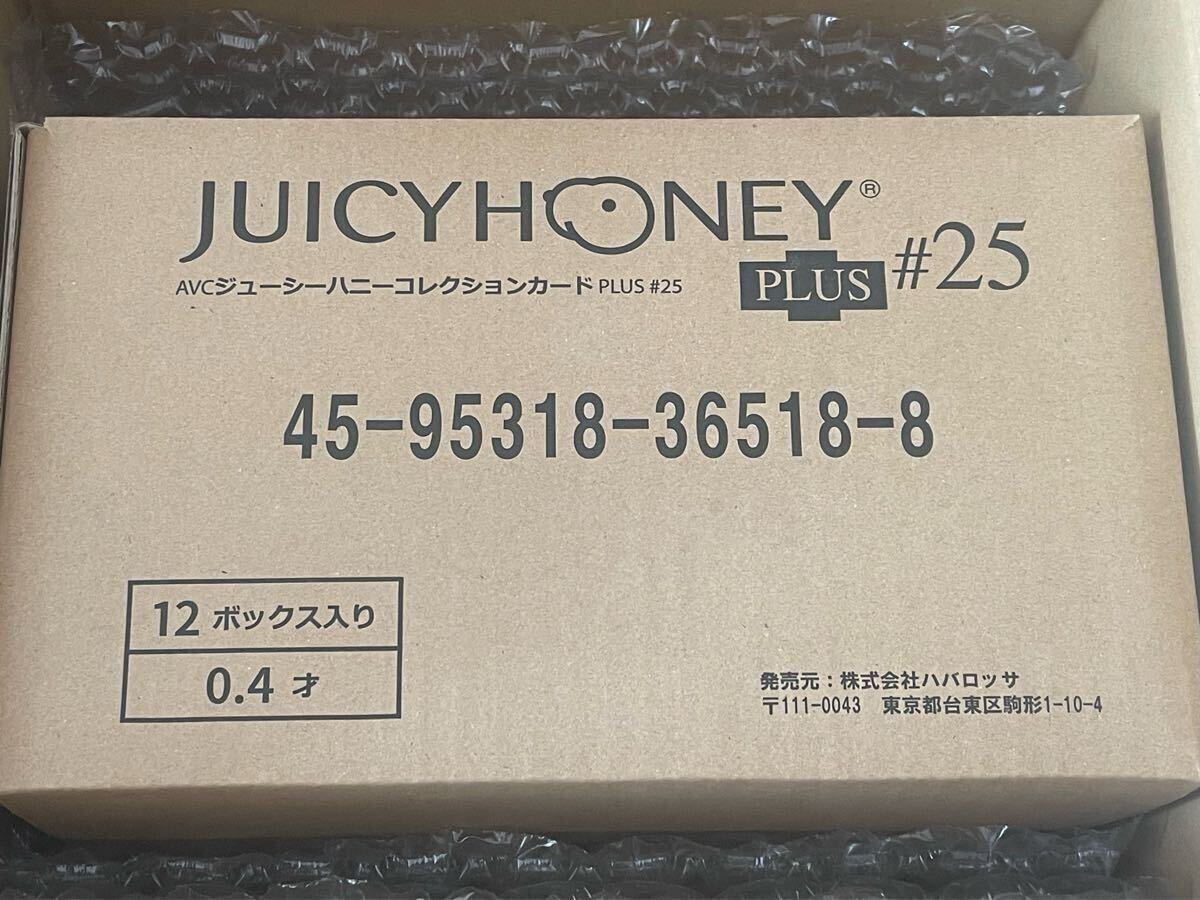 JUICYHONEY®
AVCジューシーハニーコレクションカード PLUS #25
PLUS #25
45-95318-36518-8
12 ボックス入り
0.4 才
発売元：株式会社ハバロッサ
〒111-0043 東京都台東区駒形1-10-4